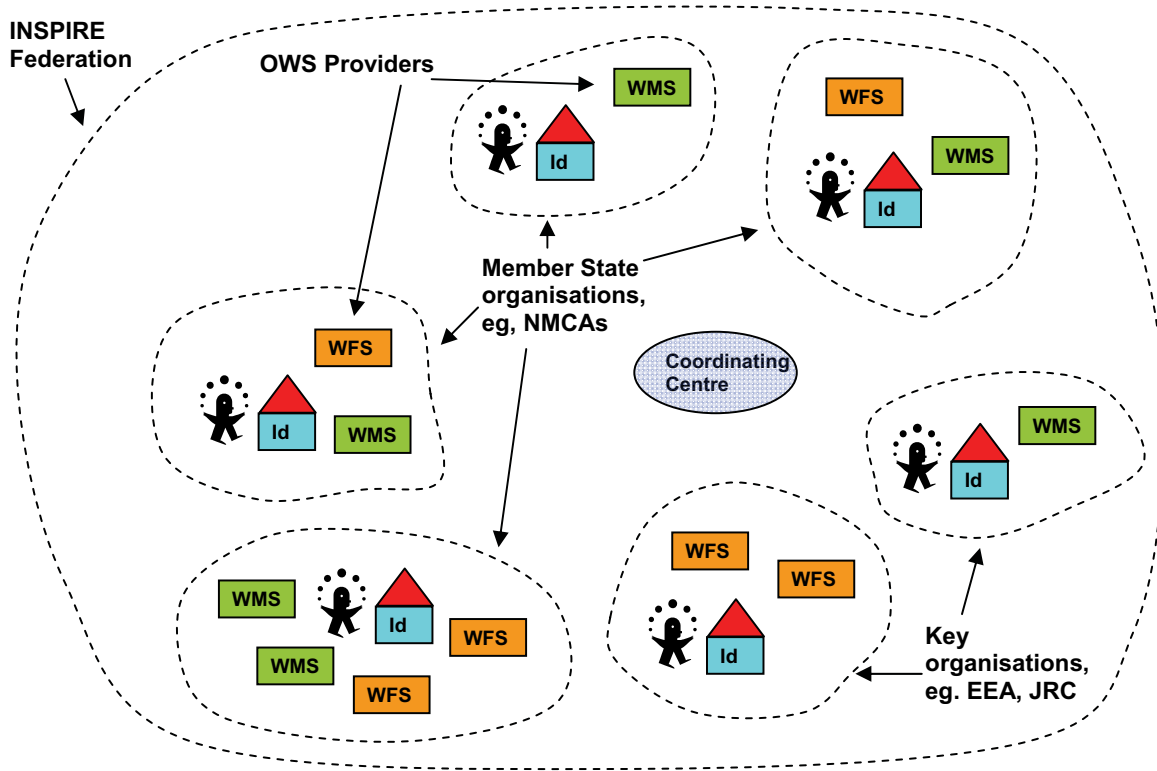 INSPIRE
Federation
OWS Providers
WMS
Id
WFS
WMS
Id
Member State
organisations,
eg, NMCAs
WFS
Id
WMS
Coordinating
Centre
WMS
Id
WMS
Id
WFS
WMS
WFS
WFS
WFS
Id
Key
organisations,
eg. EEA, JRC